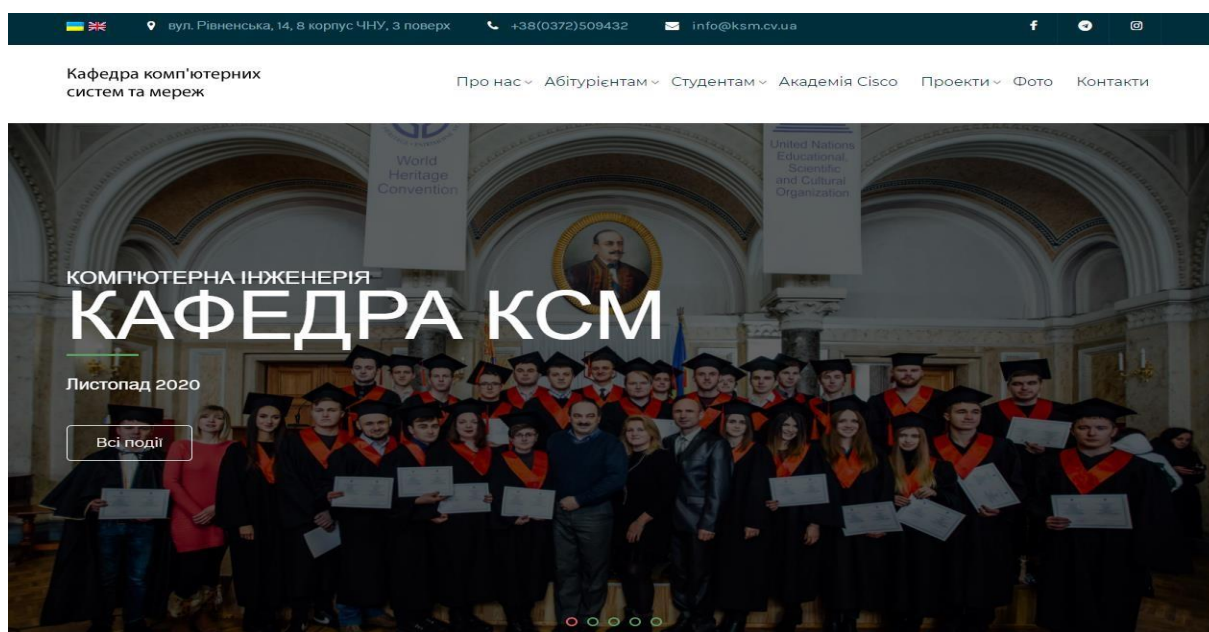 вул. Рівненська, 14, 8 корпус ЧНУ, 3 поверх +38(0372)509432 info@ksm.cv.ua
Кафедра комп'ютерних
систем та мереж
Про нас Абітурієнтам Студентам Академія Cisco Проекти Фото Контакти
World
Heritage
Convention
United Nations
Educational,
Scientific
and Cultural
Organization
КОМП'ЮТЕРНА ІНЖЕНЕРІЯ
КАФЕДРА КСМ
Листопад 2020
Всі події